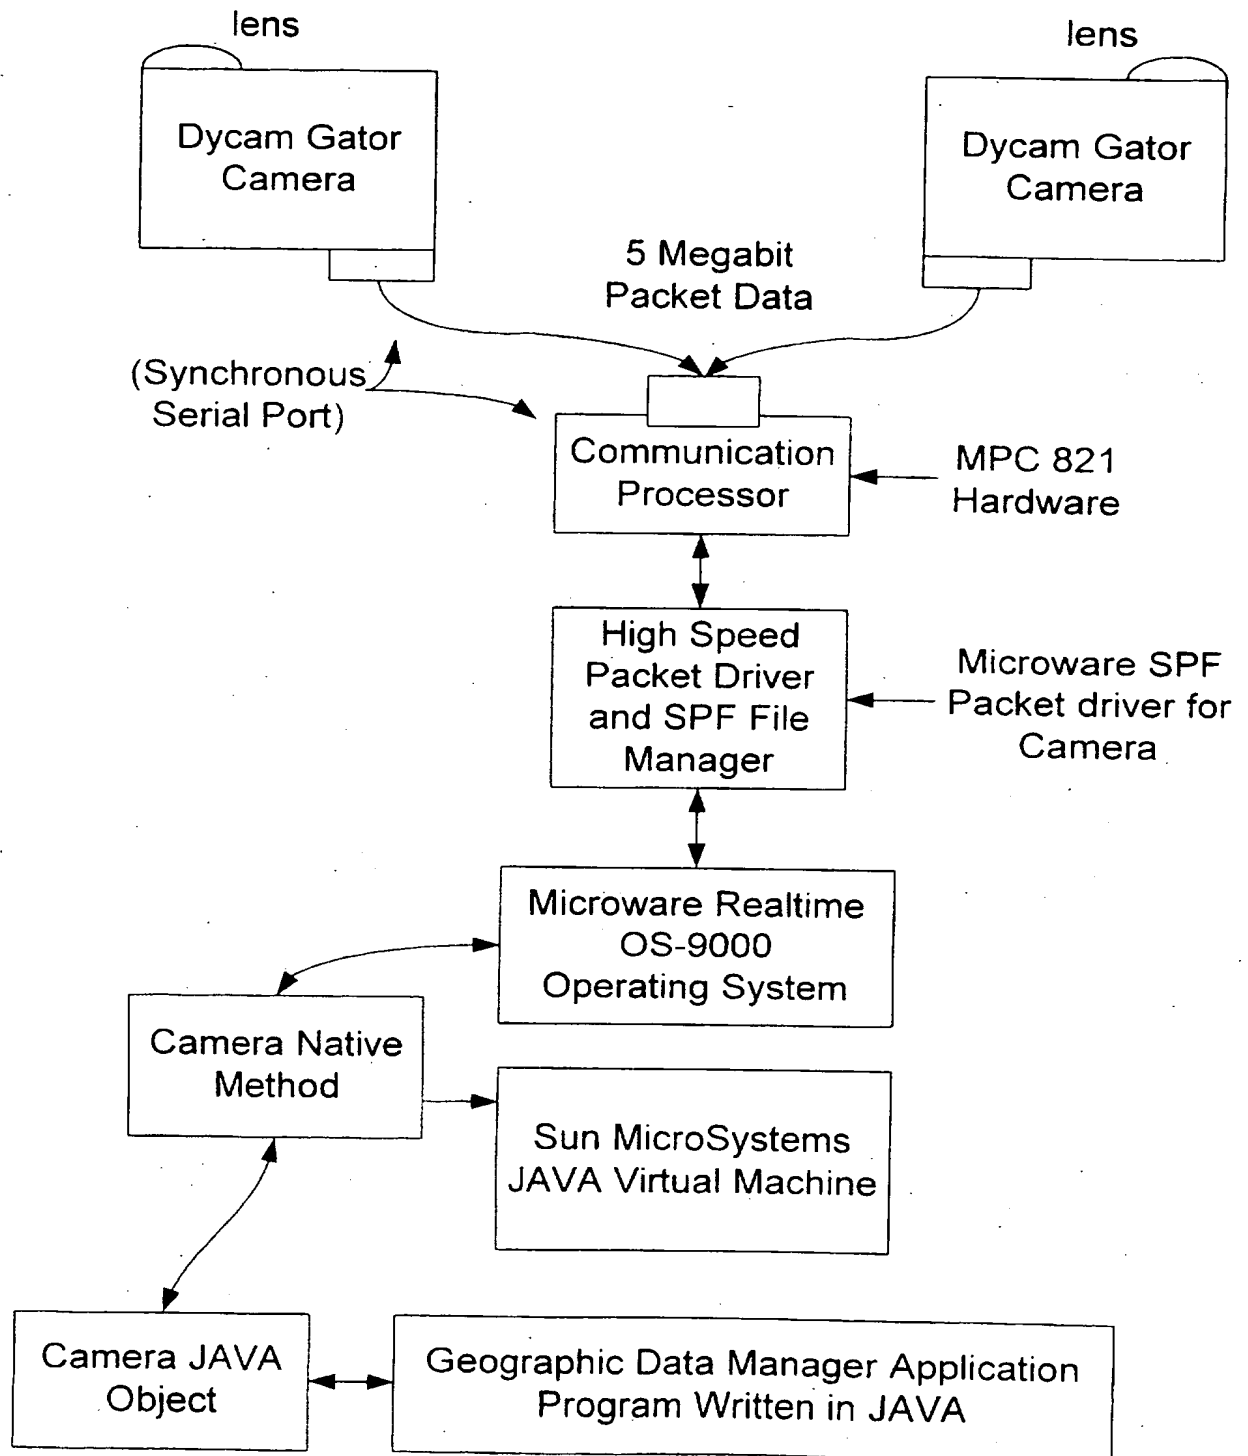 lens
lens
Dycam Gator
Camera
Dycam Gator
Camera
5 Megabit
Packet Data
(Synchronous
Serial Port)
Communication
Processor
MPC 821
Hardware
High Speed
Packet Driver
and SPF File
Manager
Microware SPF
Packet driver for
Camera
Microware Realtime
OS-9000
Operating System
Camera Native
Method
Sun MicroSystems
JAVA Virtual Machine
Camera JAVA
Object
Geographic Data Manager Application
Program Written in JAVA